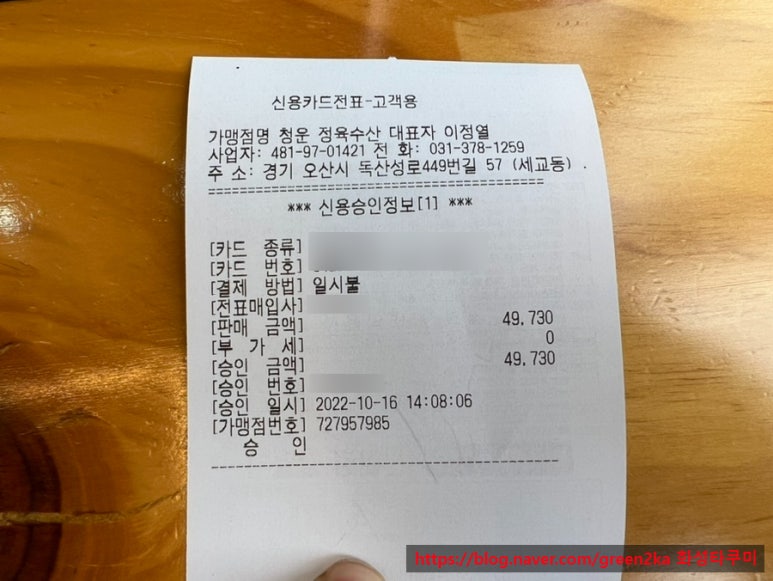 신용카드전표-고객용
가맹점명 청운 정육수산 대표자 이정열
사업자: 481-97-01421 전 화: 031-378-1259
주 소: 경기 오산시 독산성로449번길 57 (세교동) .
==========================================
*** 신용승인정보[1] ***
[카드 종류]
[카드 번호]
[결제 방법] 일시불
[전표매입사]
[판매 금액] 49,730
[부 가 세] 0
[승인 금액] 49,730
[승인 번호]
[승인 일시] 2022-10-16 14:08:06
[가맹점번호] 727957985
승 인
------------------------------------------
https://blog.naver.com/green2ka 화성타쿠미